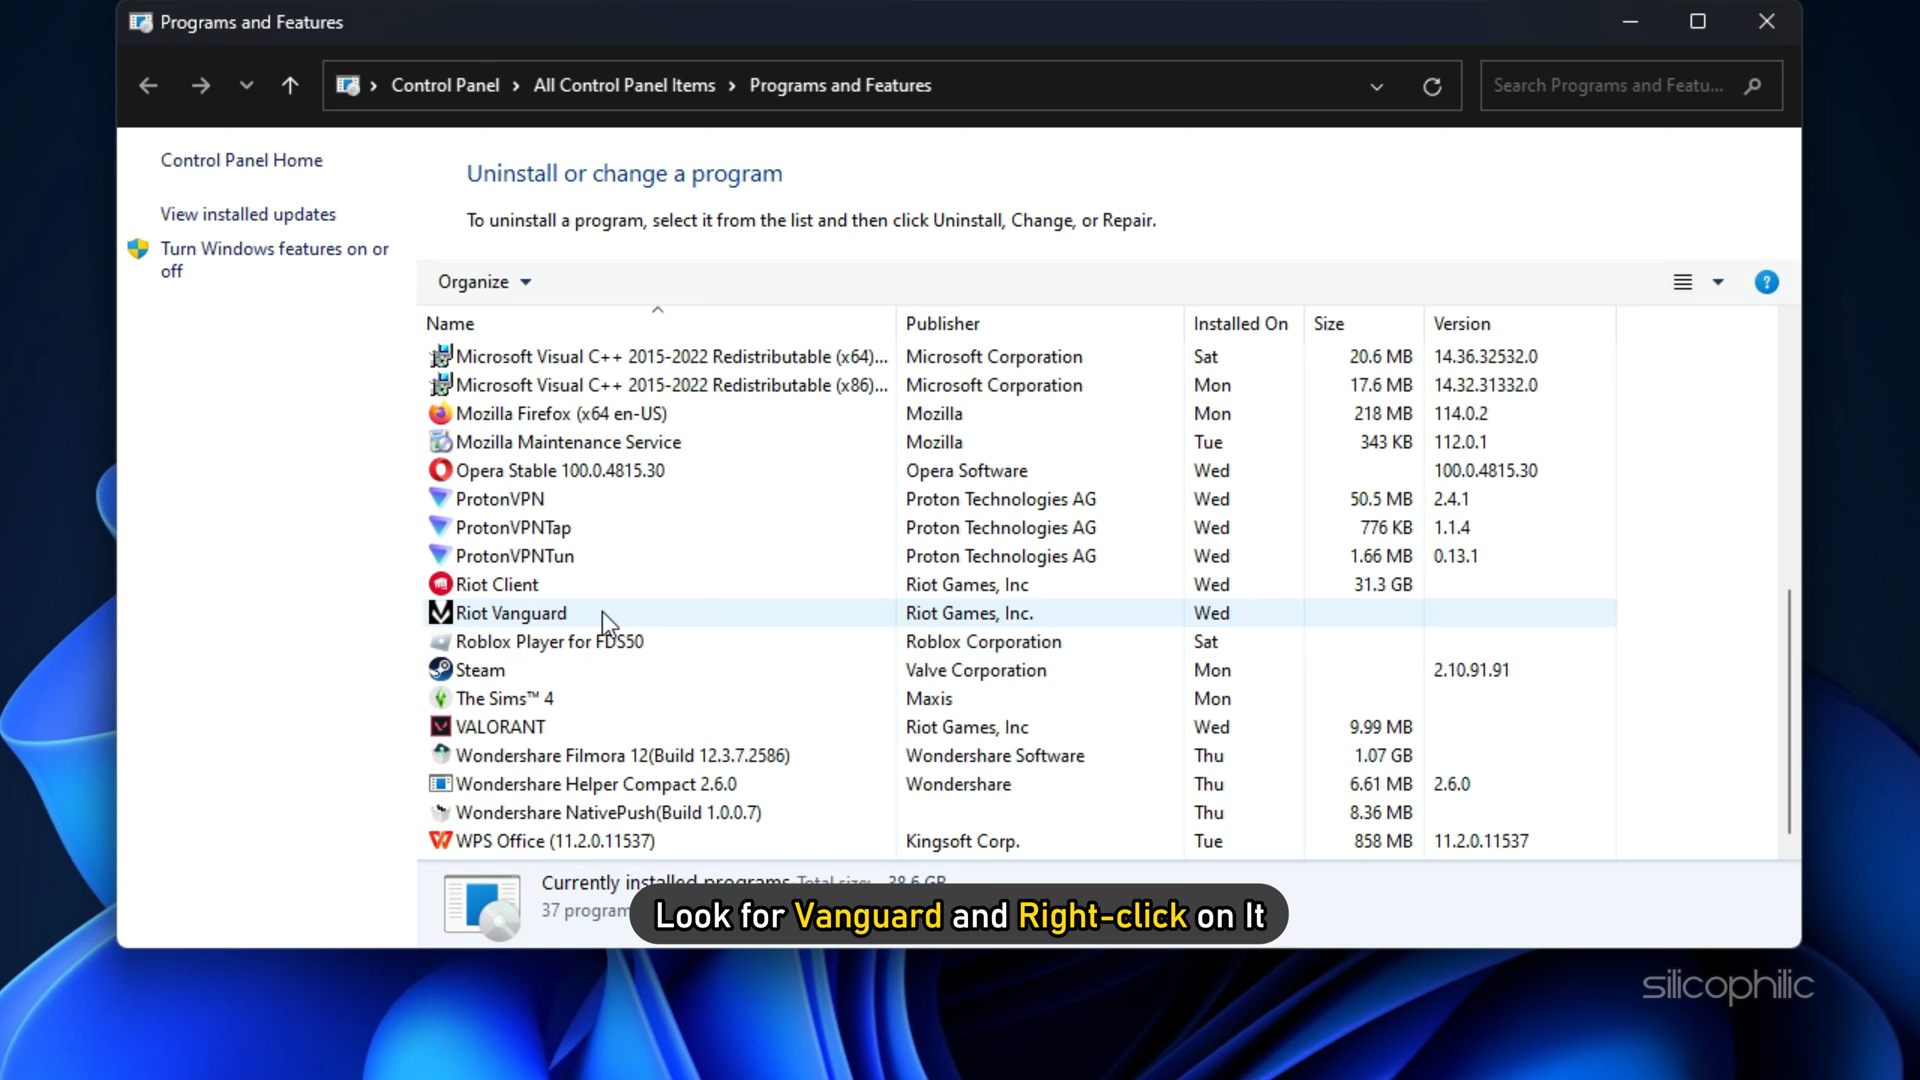 Programs and Features
Control Panel > All Control Panel Items > Programs and Features
Search Programs and Featu...
Control Panel Home
View installed updates
Turn Windows features on or
off
Uninstall or change a program
To uninstall a program, select it from the list and then click Uninstall, Change, or Repair.
Organize
Name Publisher Installed On Size Version
Microsoft Visual C++ 2015-2022 Redistributable (x64)... Microsoft Corporation Sat 20.6 MB 14.36.32532.0
Microsoft Visual C++ 2015-2022 Redistributable (x86)... Microsoft Corporation Mon 17.6 MB 14.32.31332.0
Mozilla Firefox (x64 en-US) Mozilla Mon 218 MB 114.0.2
Mozilla Maintenance Service Mozilla Tue 343 KB 112.0.1
Opera Stable 100.0.4815.30 Opera Software Wed 100.0.4815.30
ProtonVPN Proton Technologies AG Wed 50.5 MB 2.4.1
ProtonVPNTap Proton Technologies AG Wed 776 KB 1.1.4
ProtonVPNTun Proton Technologies AG Wed 1.66 MB 0.13.1
Riot Client Riot Games, Inc Wed 31.3 GB
Riot Vanguard Riot Games, Inc. Wed
Roblox Player for FDS50 Roblox Corporation Sat
Steam Valve Corporation Mon 2.10.91.91
The Sims™ 4 Maxis Mon
VALORANT Riot Games, Inc Wed 9.99 MB
Wondershare Filmora 12(Build 12.3.7.2586) Wondershare Software Thu 1.07 GB
Wondershare Helper Compact 2.6.0 Wondershare Thu 6.61 MB 2.6.0
Wondershare NativePush(Build 1.0.0.7) Thu 8.36 MB
WPS Office (11.2.0.11537) Kingsoft Corp. Tue 858 MB 11.2.0.11537
Currently installed programs Total size: 38.6 GB
37 program
Look for Vanguard and Right-click on It
silicophilic